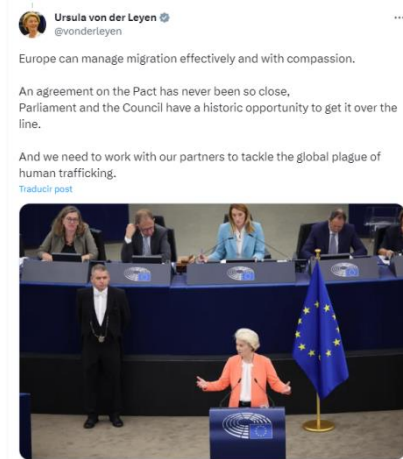 Ursula von der Leyen
@vonderleyen
Europe can manage migration effectively and with compassion.
An agreement on the Pact has never been so close,
Parliament and the Council have a historic opportunity to get it over the
line.
And we need to work with our partners to tackle the global plague of
human trafficking.
Traducir post